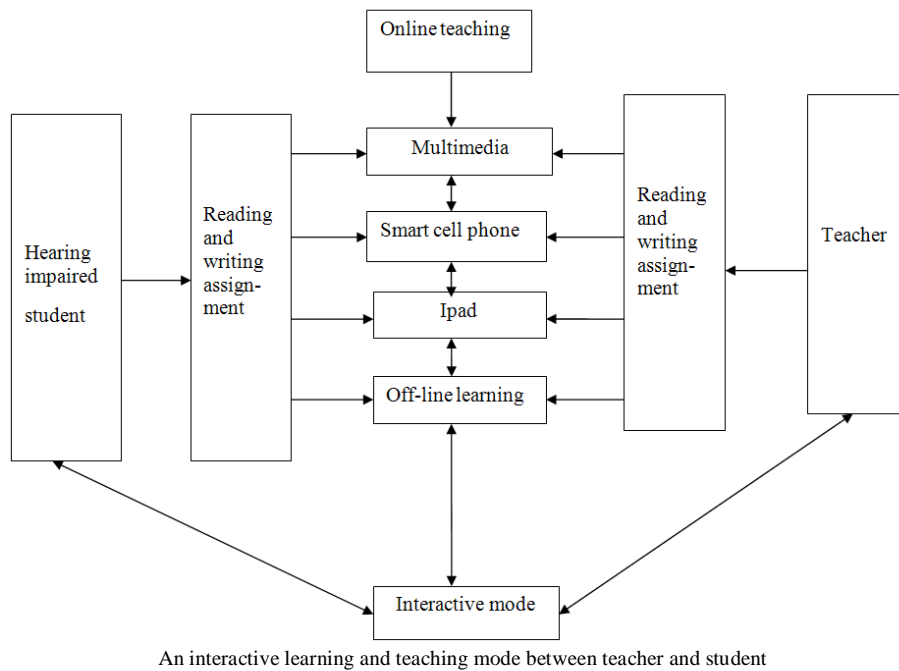 Online teaching
Multimedia
Smart cell phone
Ipad
Off-line learning
Hearing
impaired
student
Reading
and
writing
assign-
ment
Reading
and
writing
assign-
ment
Teacher
Interactive mode
An interactive learning and teaching mode between teacher and student